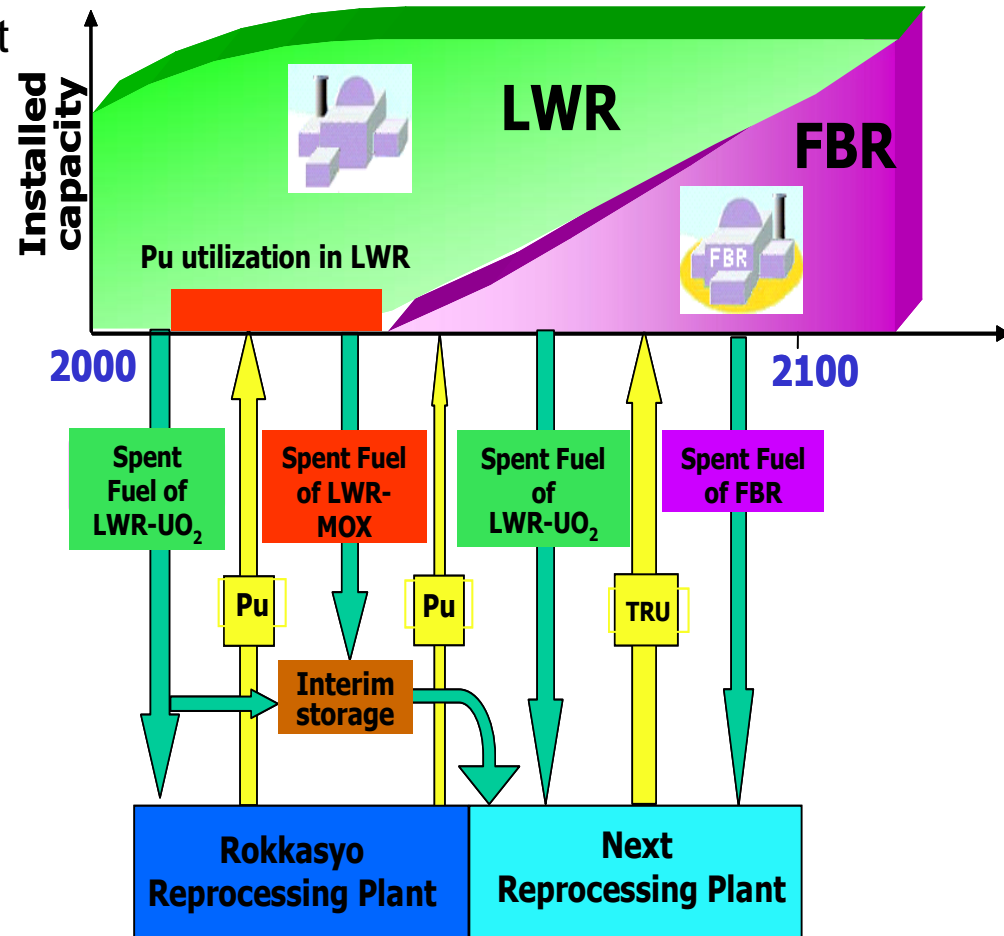 t
Installed
capacity
LWR
FBR
FBR
Pu utilization in LWR
2000
2100
Spent
Fuel of
LWR-UO₂
Spent Fuel
of LWR-
MOX
Spent Fuel
of
LWR-UO₂
Spent Fuel
of FBR
Pu
Pu
TRU
Interim
storage
Rokkasyo
Reprocessing Plant
Next
Reprocessing Plant